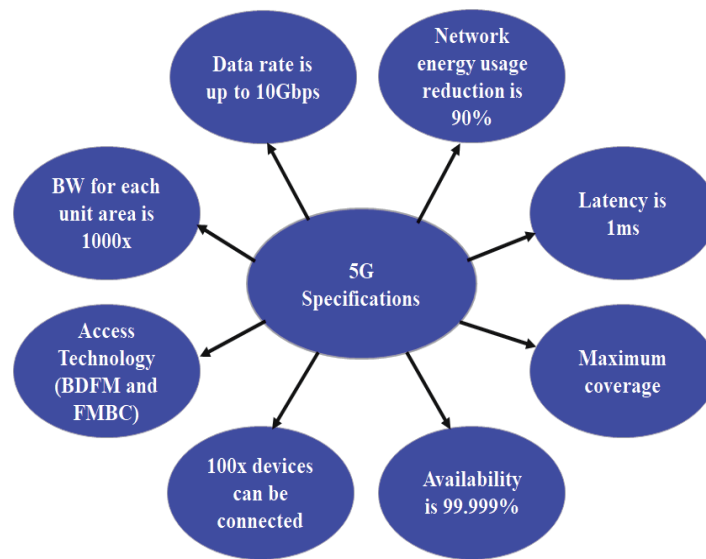 Data rate is
up to 10Gbps
Network
energy usage
reduction is
90%
BW for each
unit area is
1000x
Latency is
1ms
5G
Specifications
Access
Technology
(BDFM and
FMBC)
Maximum
coverage
100x devices
can be
connected
Availability
is 99.999%